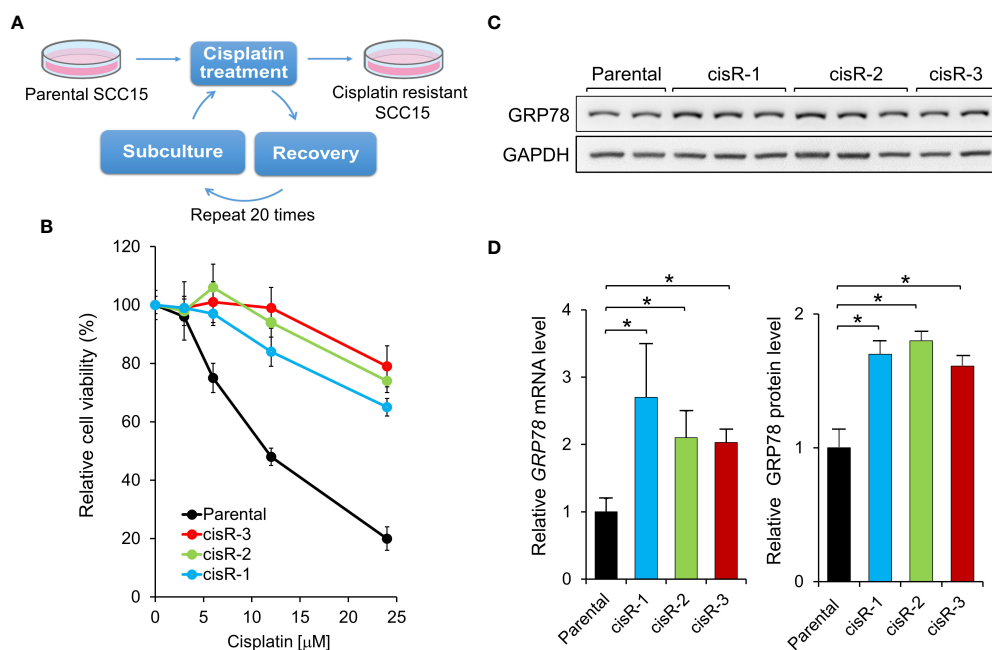 A
Parental SCC15
Cisplatin
treatment
Cisplatin resistant
SCC15
Subculture
Recovery
Repeat 20 times
B
Relative cell viability (%)
120
100
80
60
40
20
0
0
5
10
15
20
25
Cisplatin [µM]
Parental
cisR-3
cisR-2
cisR-1
C
Parental
cisR-1
cisR-2
cisR-3
GRP78
GAPDH
D
Relative GRP78 mRNA level
4
3
2
1
0
*
*
*
Parental
cisR-1
cisR-2
cisR-3
Relative GRP78 protein level
2
1
0
*
*
*
Parental
cisR-1
cisR-2
cisR-3